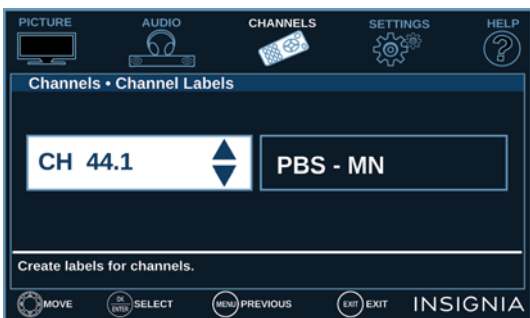 PICTURE AUDIO CHANNELS SETTINGS HELP
?
Channels • Channel Labels
CH 44.1 PBS - MN
Create labels for channels.
MOVE OK ENTER SELECT MENU PREVIOUS EXIT EXIT INSIGNIA